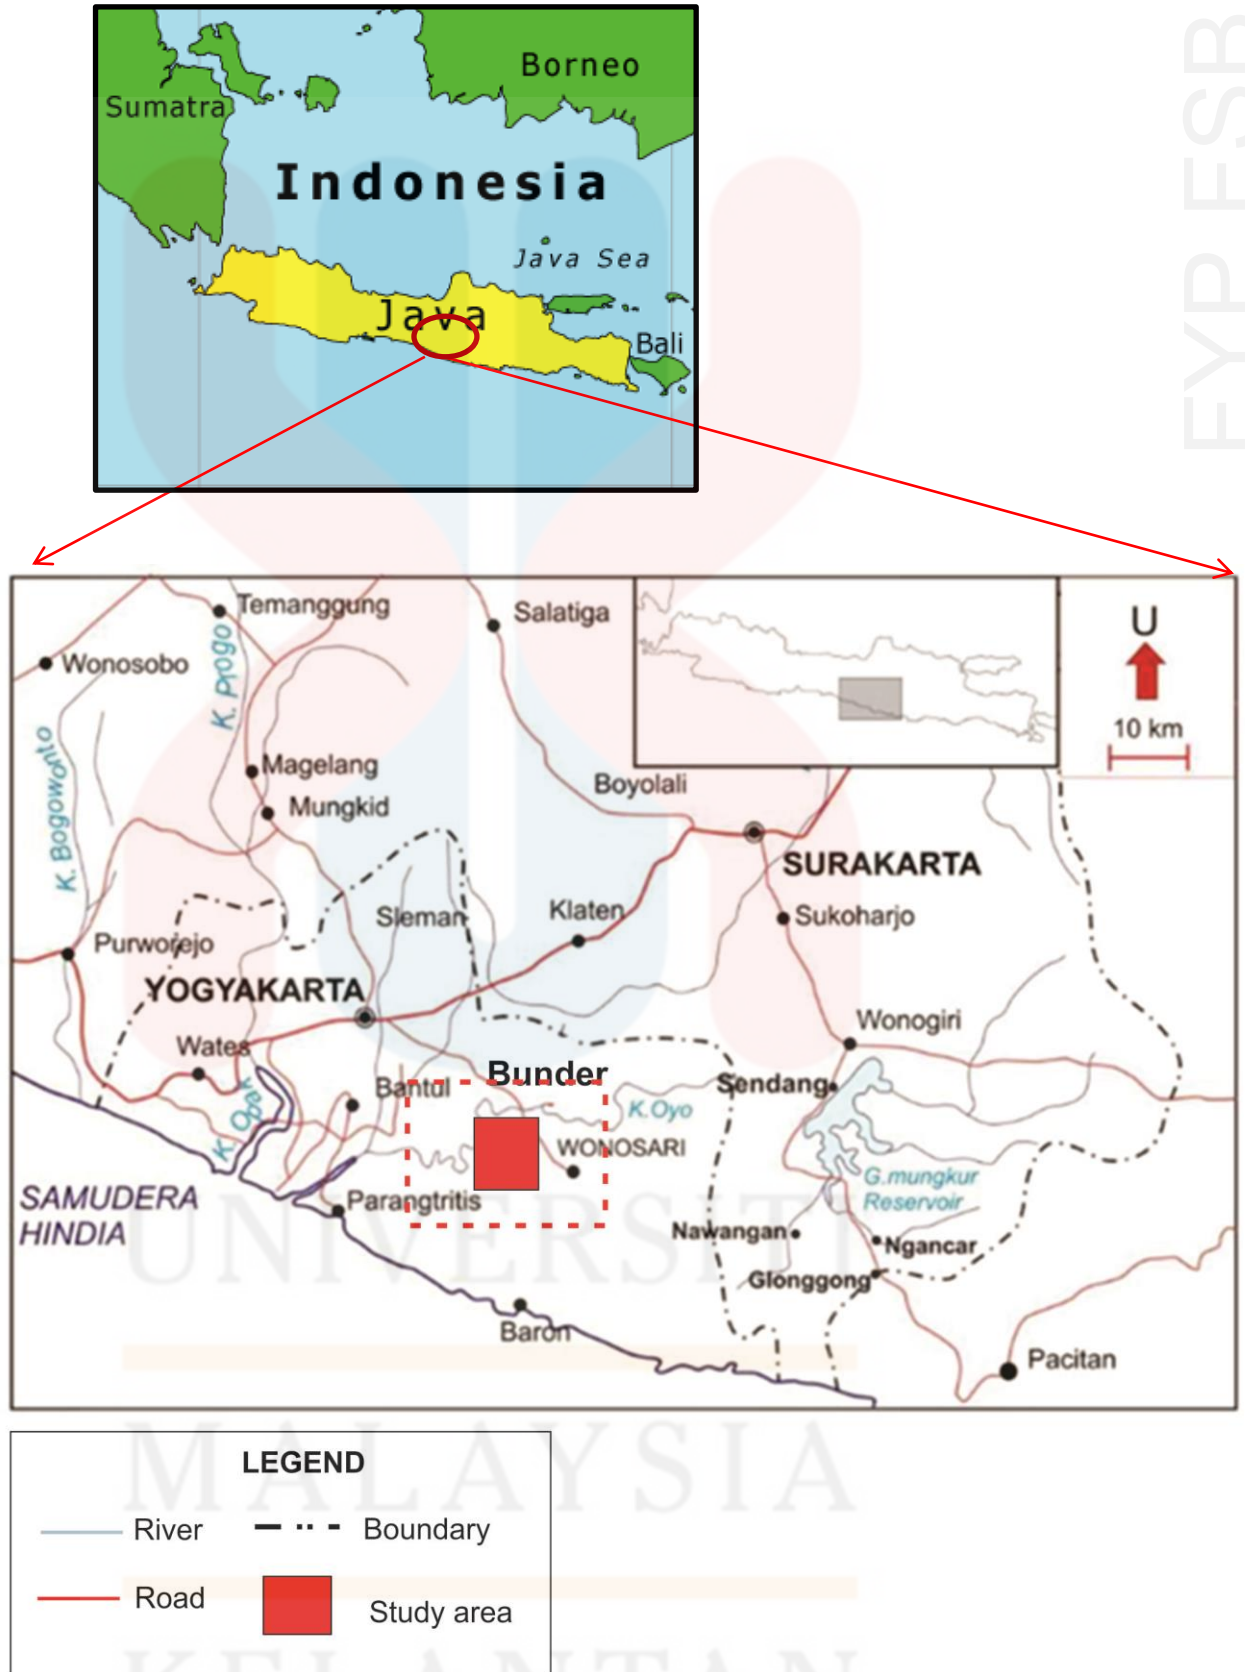 FYP FSB
Borneo
Sumatra
Indonesia
Java Sea
Java
Bali
Temanggung
Salatiga
U
Wonosobo
K. Progo
10 km
K. Bogowonto
Magelang
Boyolali
Mungkid
SURAKARTA
Sleman
Klaten
Sukoharjo
Purworejo
YOGYAKARTA
Wonogiri
Wates
Bunder
Sendang
Bantul
K. Opak
K.Oyo
WONOSARI
G.mungkur
Reservoir
SAMUDERA
HINDIA
Parangtritis
Nawangan
Ngancar
UNIVERSITI
Glonggong
Baron
Pacitan
MALAYSIA
LEGEND
River
Boundary
Road
Study area
KELANTAN